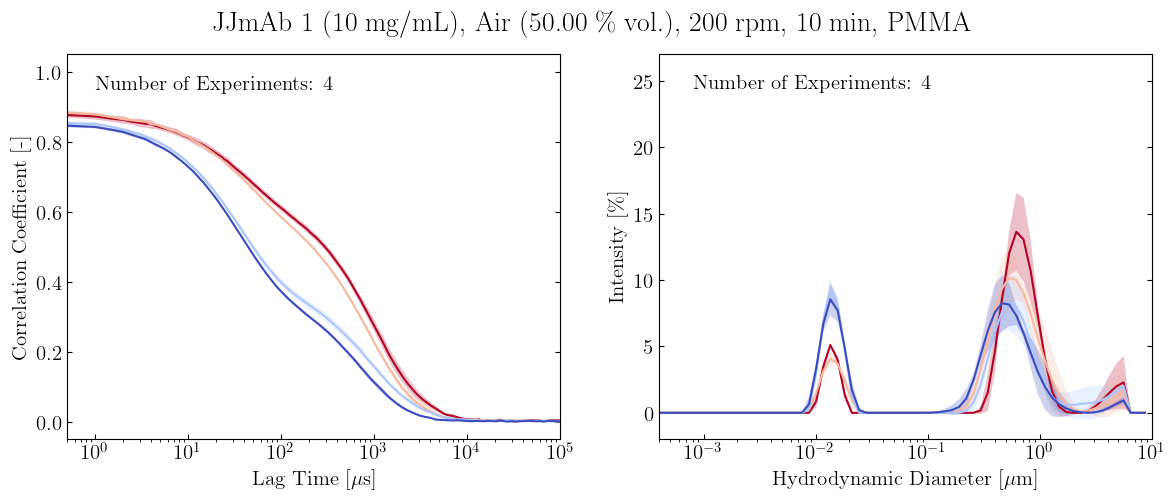 JJmAb 1 (10 mg/mL), Air (50.00 % vol.), 200 rpm, 10 min, PMMA
Number of Experiments: 4
Correlation Coefficient [-]
1.0
0.8
0.6
0.4
0.2
0.0
10⁰ 10¹ 10² 10³ 10⁴ 10⁵
Lag Time [μs]
Number of Experiments: 4
Intensity [%]
25
20
15
10
5
0
10⁻³ 10⁻² 10⁻¹ 10⁰ 10¹
Hydrodynamic Diameter [μm]